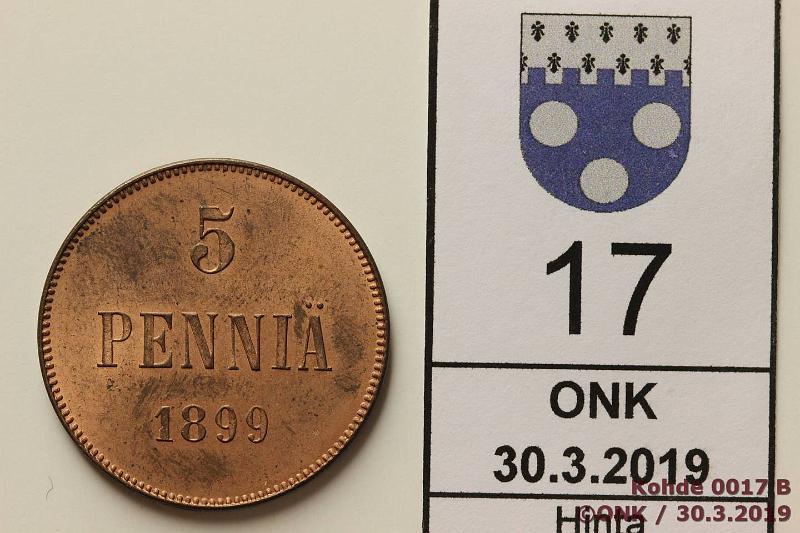 5
PENNIÄ
1899
17
ONK
30.3.2019
Hinta
Kohde 0017 B
©ONK / 30.3.2019